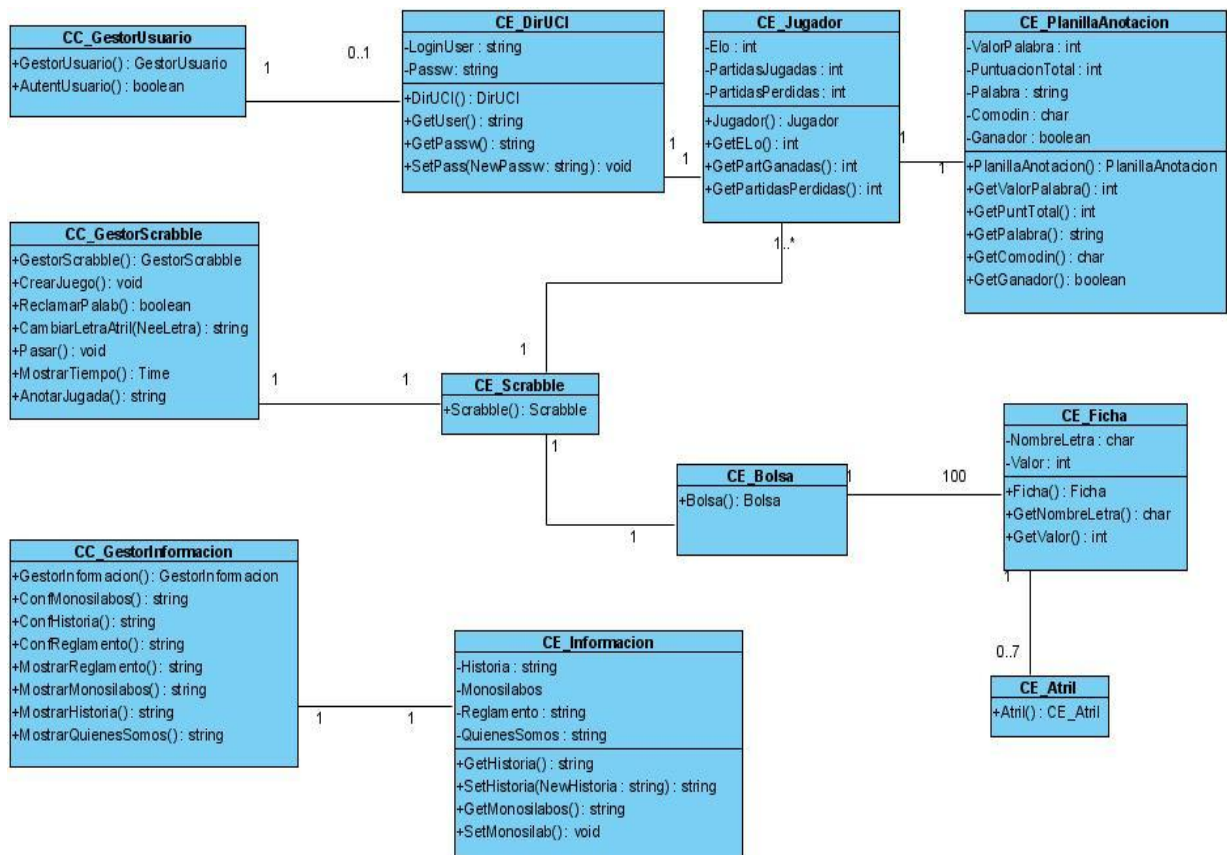 CC_GestorUsuario
+GestorUsuario() : GestorUsuario
+AutentUsuario() : boolean
1
0..1
CE_DirUCI
-LoginUser : string
-Passw: string
+DirUCI() : DirUCI
+GetUser() : string
+GetPassw() : string
+SetPass(NewPassw: string) : void
1
1
CE_Jugador
-Elo : int
-PartidasJugadas : int
-PartidasPerdidas : int
+Jugador() : Jugador
+GetELo() : int
+GetPartGanadas() : int
+GetPartidasPerdidas() : int
1
1
CE_PlanillaAnotacion
-ValorPalabra : int
-PuntuacionTotal : int
-Palabra : string
-Comodin : char
-Ganador : boolean
+PlanillaAnotacion() : PlanillaAnotacion
+GetValorPalabra() : int
+GetPuntTotal() : int
+GetPalabra() : string
+GetComodin() : char
+GetGanador() : boolean
1..*
1
CC_GestorScrabble
+GestorScrabble() : GestorScrabble
+CrearJuego() : void
+ReclamarPalab() : boolean
+CambiarLetraAtril(NeeLetra) : string
+Pasar() : void
+MostrarTiempo() : Time
+AnotarJugada() : string
1
1
CE_Scrabble
+Scrabble() : Scrabble
1
1
CE_Bolsa
+Bolsa() : Bolsa
1
100
CE_Ficha
-NombreLetra : char
-Valor : int
+Ficha() : Ficha
+GetNombreLetra() : char
+GetValor() : int
1
0..7
CE_Atril
+Atril() : CE_Atril
CC_GestorInformacion
+GestorInformacion() : GestorInformacion
+ConfMonosilabos() : string
+ConfHistoria() : string
+ConfReglamento() : string
+MostrarReglamento() : string
+MostrarMonosilabos() : string
+MostrarHistoria() : string
+MostrarQuienesSomos() : string
1
1
CE_Informacion
-Historia : string
-Monosilabos
-Reglamento : string
-QuienesSomos : string
+GetHistoria() : string
+SetHistoria(NewHistoria : string) : string
+GetMonosilabos() : string
+SetMonosilab() : void